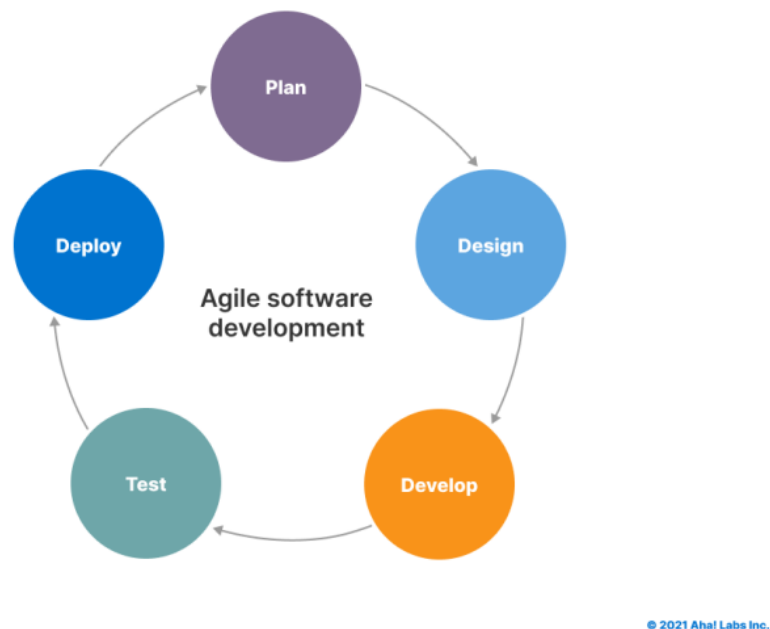 Plan
Design
Develop
Test
Deploy
Agile software
development
© 2021 Aha! Labs Inc.